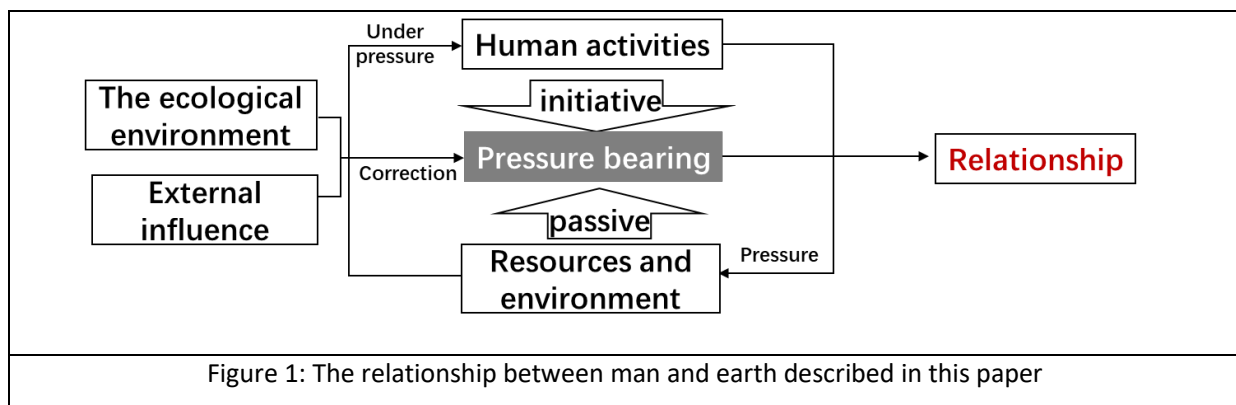 Under
pressure
Human activities
The ecological
environment
initiative
Correction
Pressure bearing
Relationship
External
influence
passive
Pressure
Resources and
environment
Figure 1: The relationship between man and earth described in this paper